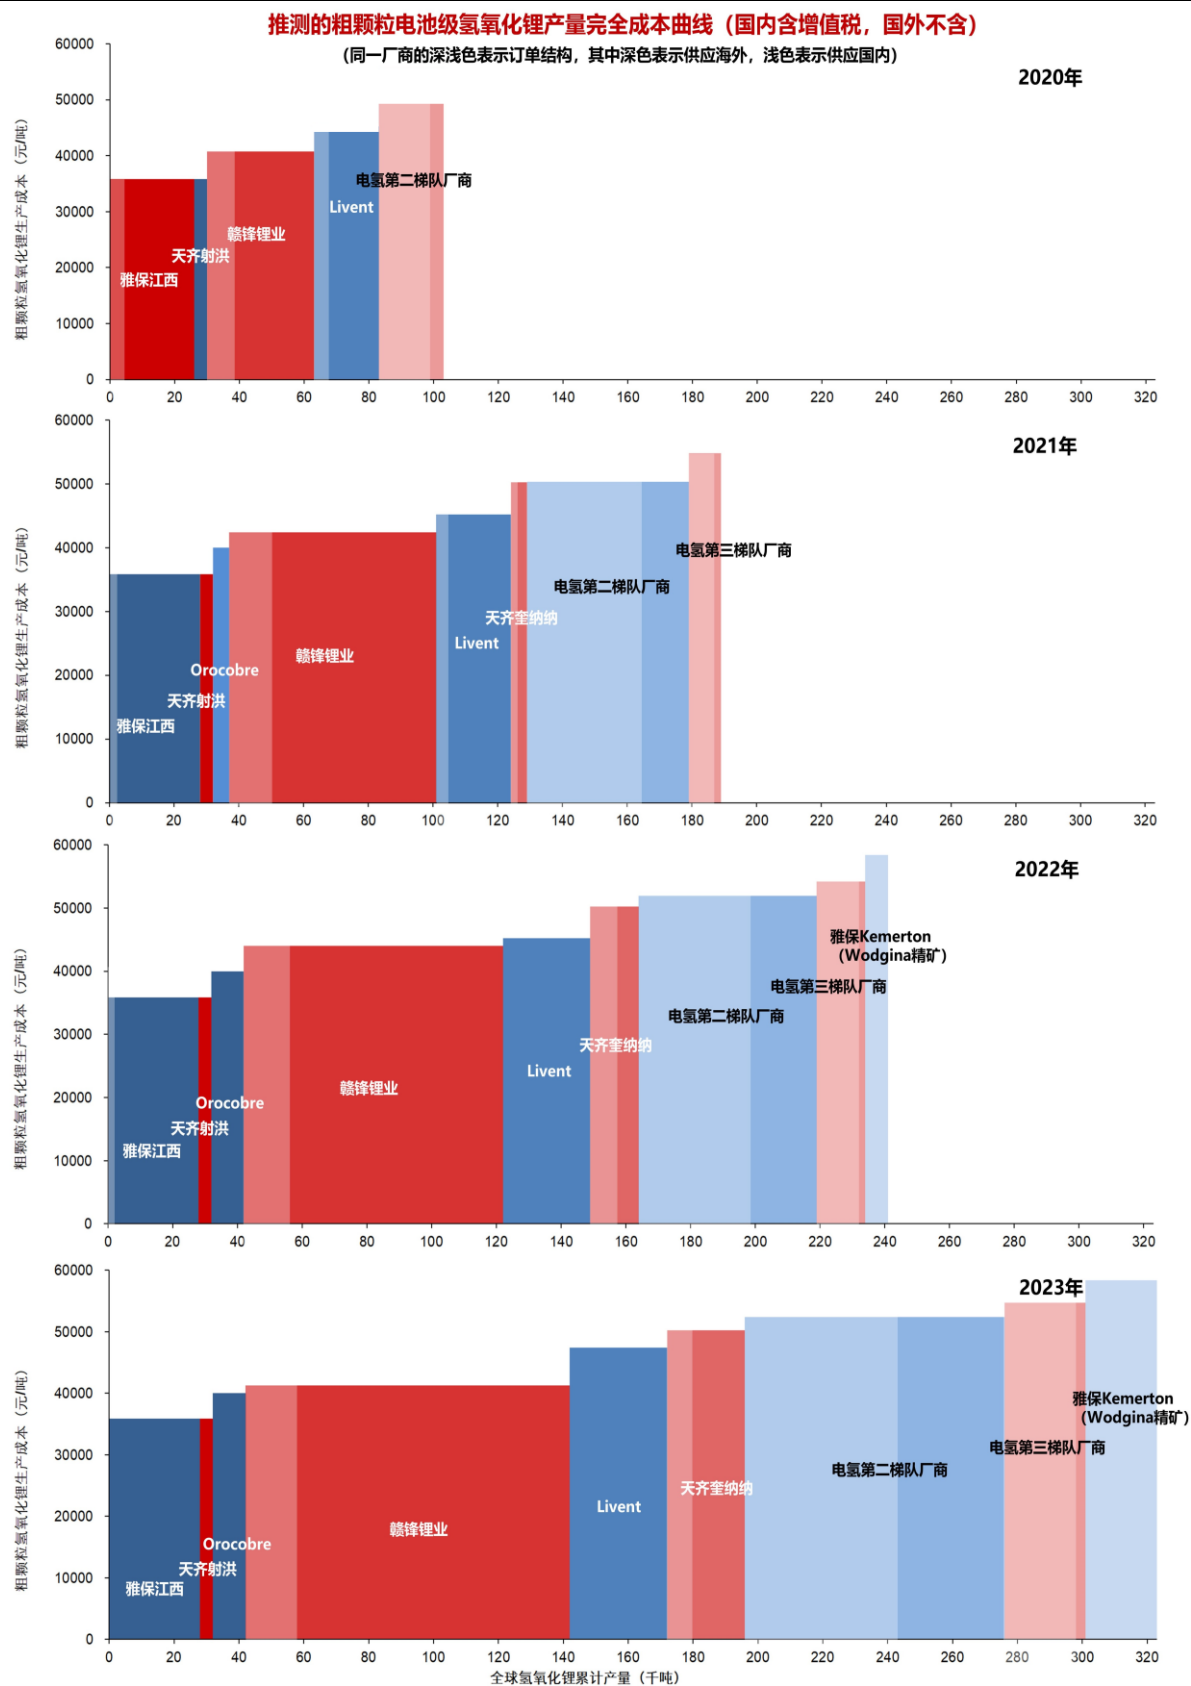 推测的粗颗粒电池级氢氧化锂产量完全成本曲线（国内含增值税，国外不含）
（同一厂商的深浅色表示订单结构，其中深色表示供应海外，浅色表示供应国内）
2020年
粗颗粒氢氧化锂生产成本（元/吨）
60000
50000
40000
30000
20000
10000
0
电氢第二梯队厂商
Livent
赣锋锂业
天齐射洪
雅保江西
0 20 40 60 80 100 120 140 160 180 200 220 240 260 280 300 320
2021年
粗颗粒氢氧化锂生产成本（元/吨）
60000
50000
40000
30000
20000
10000
0
电氢第三梯队厂商
电氢第二梯队厂商
天齐奎纳纳
Livent
赣锋锂业
Orocobre
天齐射洪
雅保江西
0 20 40 60 80 100 120 140 160 180 200 220 240 260 280 300 320
2022年
粗颗粒氢氧化锂生产成本（元/吨）
60000
50000
40000
30000
20000
10000
0
雅保Kemerton
（Wodgina精矿）
电氢第三梯队厂商
电氢第二梯队厂商
天齐奎纳纳
Livent
赣锋锂业
Orocobre
天齐射洪
雅保江西
0 20 40 60 80 100 120 140 160 180 200 220 240 260 280 300 320
2023年
粗颗粒氢氧化锂生产成本（元/吨）
60000
50000
40000
30000
20000
10000
0
雅保Kemerton
（Wodgina精矿）
电氢第三梯队厂商
电氢第二梯队厂商
天齐奎纳纳
Livent
赣锋锂业
Orocobre
天齐射洪
雅保江西
0 20 40 60 80 100 120 140 160 180 200 220 240 260 280 300 320
全球氢氧化锂累计产量（千吨）